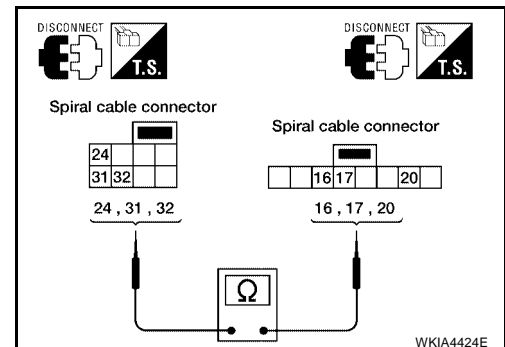 DISCONNECT
T.S.
DISCONNECT
T.S.
Spiral cable connector
24
31 32
24 , 31 , 32
Spiral cable connector
16 17 20
16 , 17 , 20
Ω
WKIA4424E